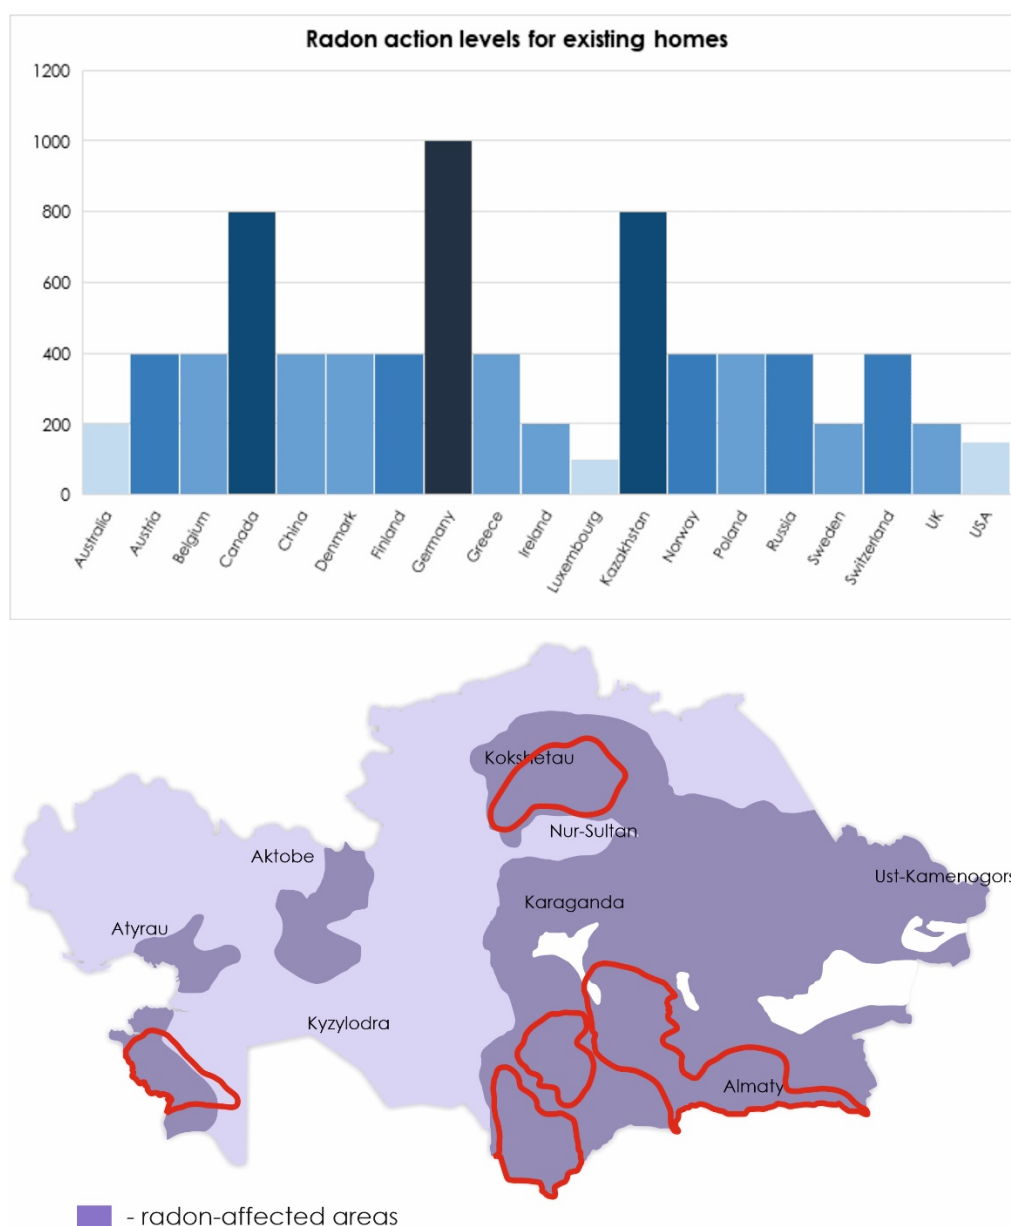 Radon action levels for existing homes
1200
1000
800
600
400
200
0
Australia
Austria
Belgium
Canada
China
Denmark
Finland
Germany
Greece
Ireland
Luxembourg
Kazakhstan
Norway
Poland
Russia
Sweden
Switzerland
UK
USA
Kokshetau
Nur-Sultan
Aktobe
Ust-Kamenogors
Karaganda
Atyrau
Kyzylodra
Almaty
- radon-affected areas